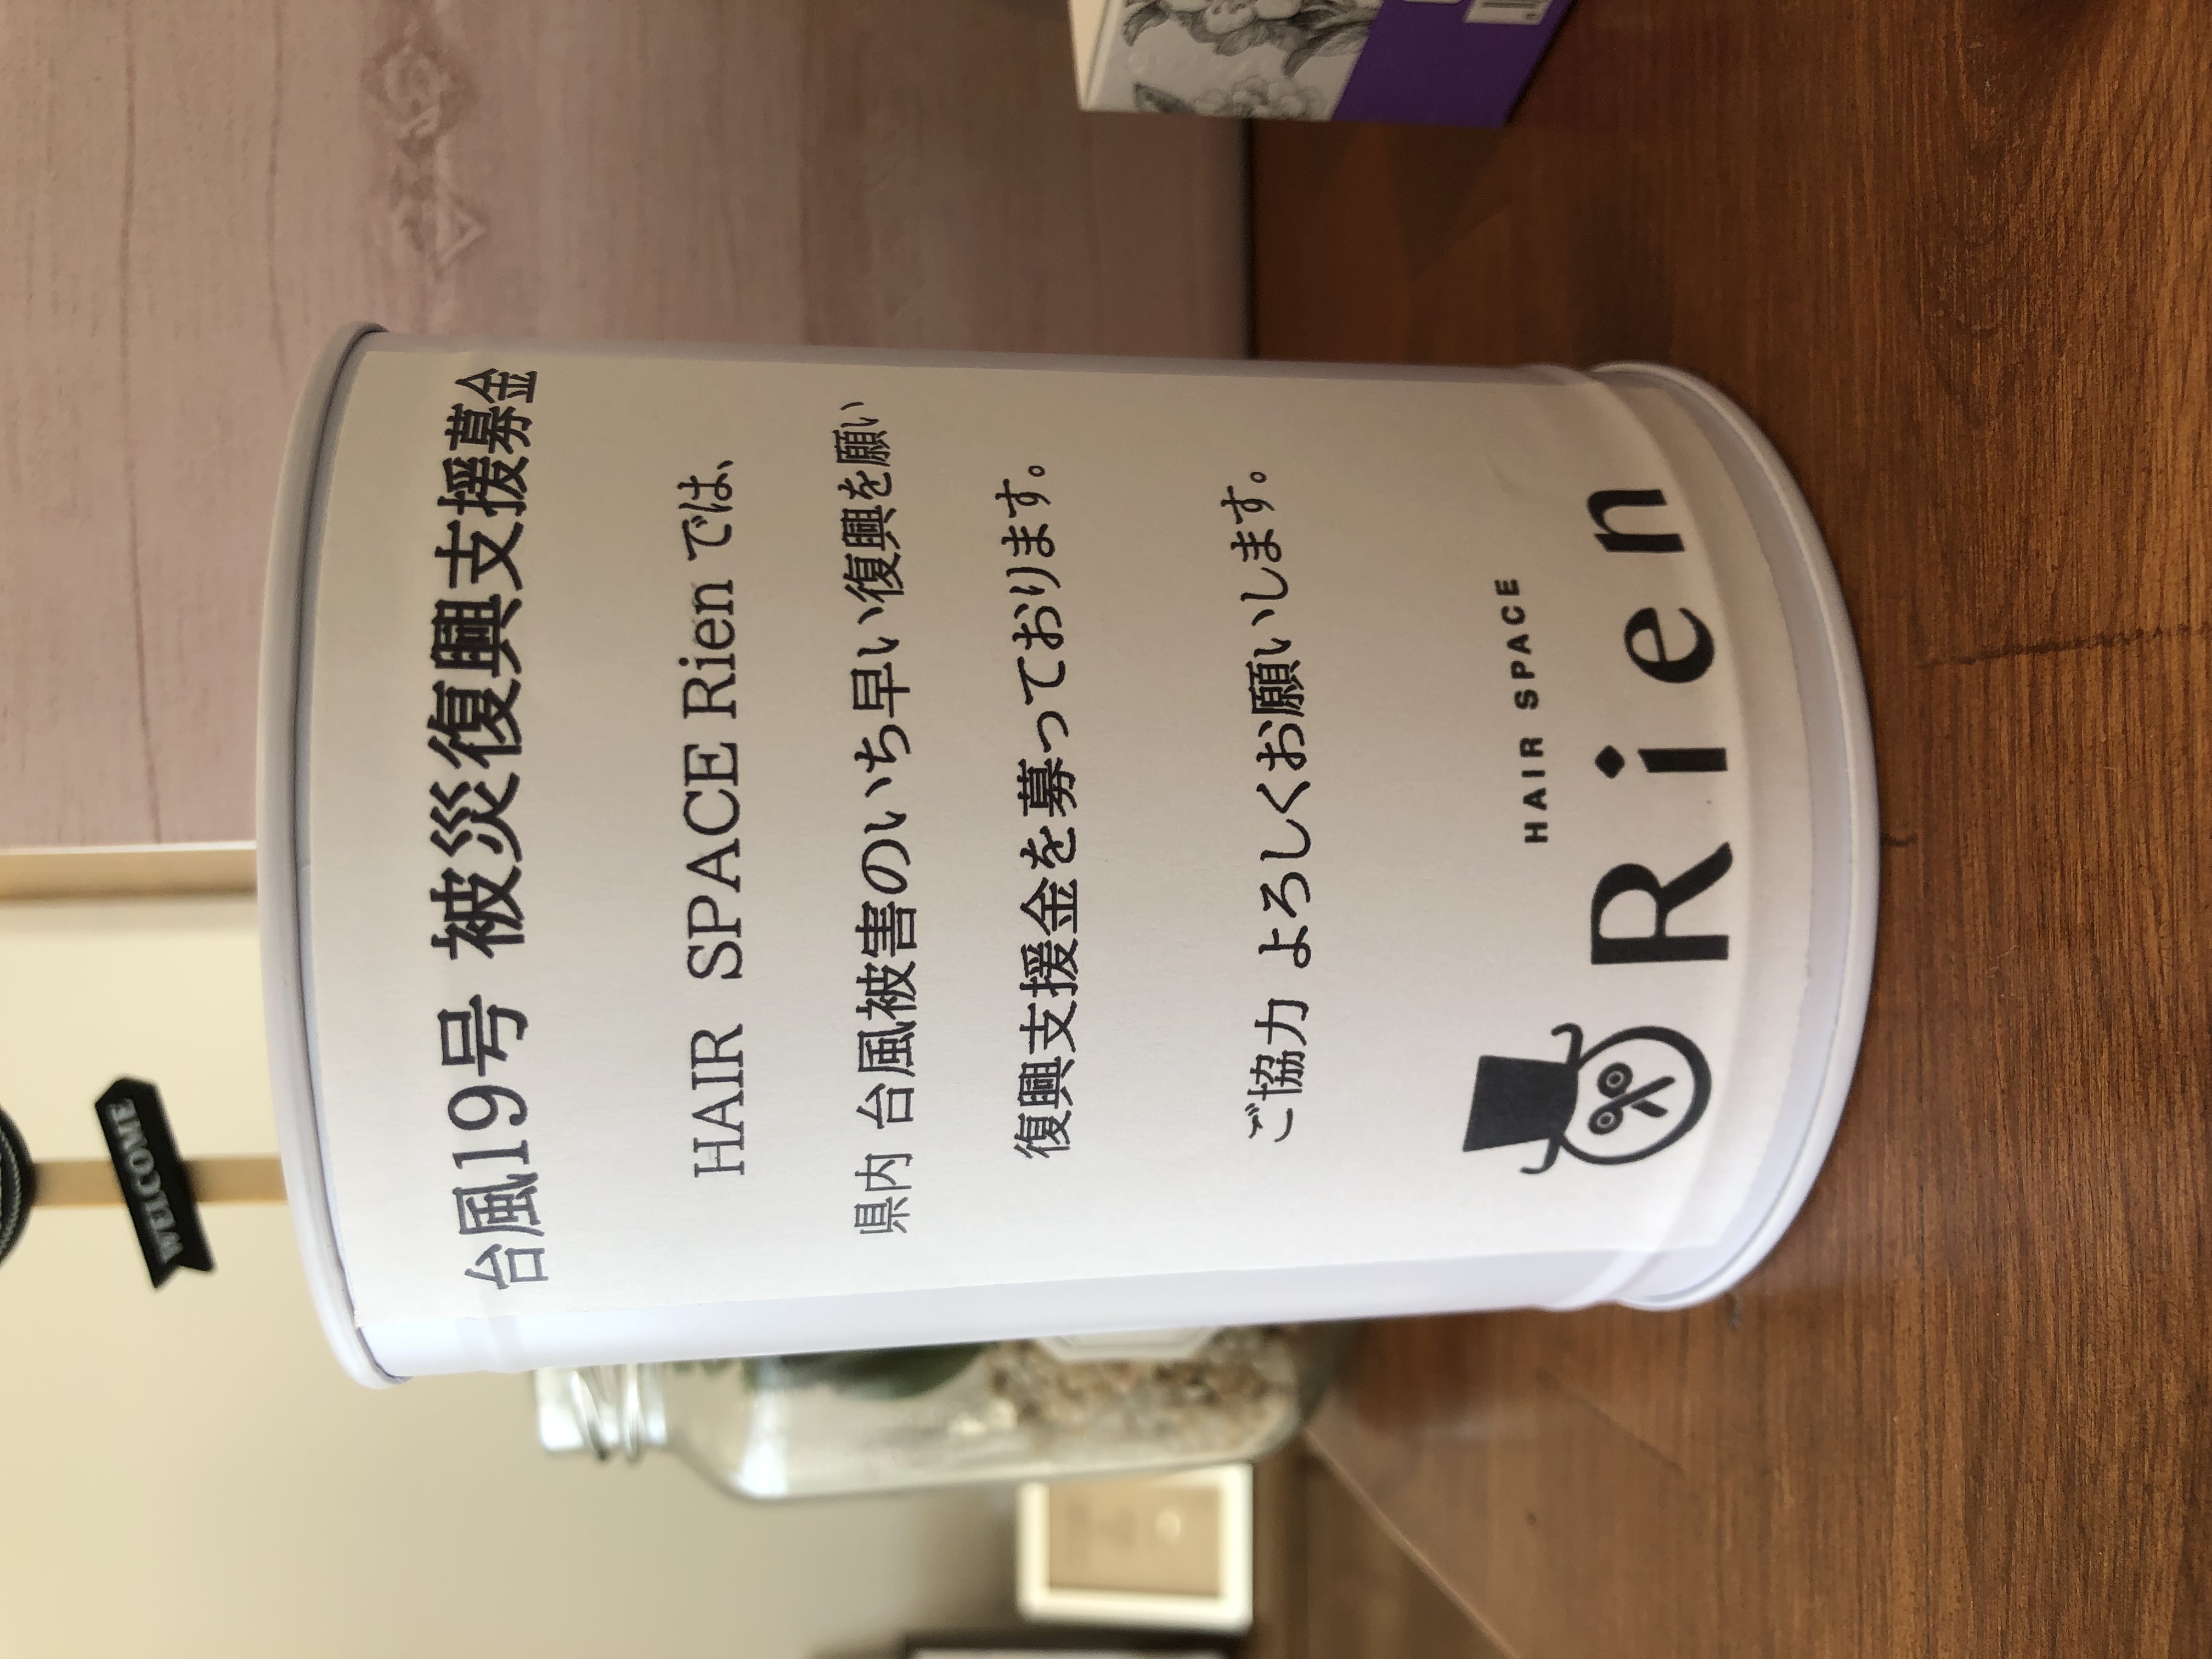 台風19号 被災復興支援募金
HAIR SPACE Rien では、
県内 台風被害のいち早い復興を願い
復興支援金を募っております。
ご協力 よろしくお願いします。
HAIR SPACE
Rien
WELCOME